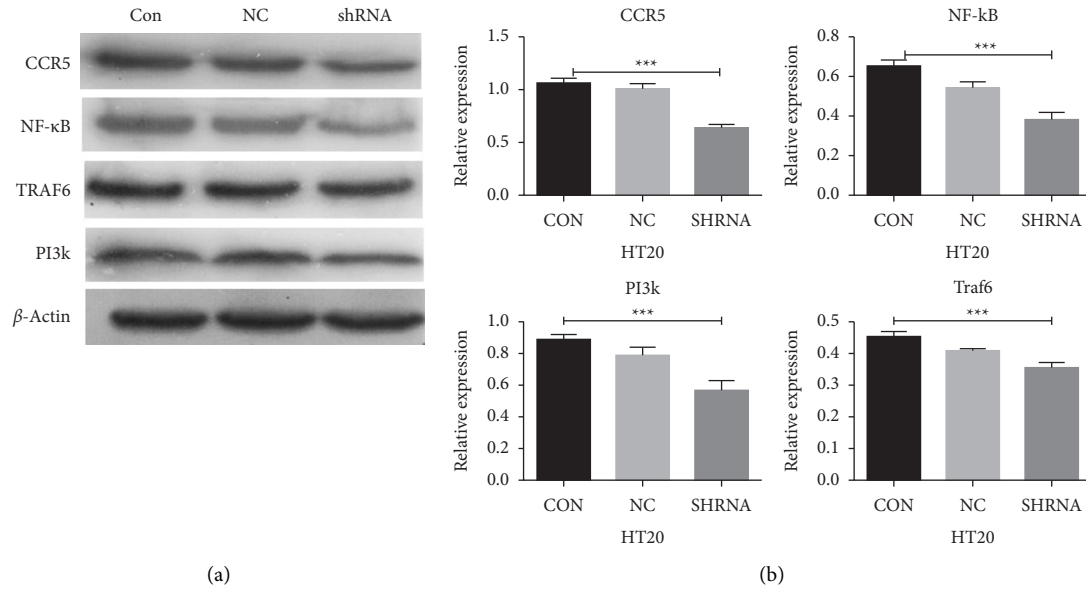 Con NC shRNA
CCR5
NF-κB
TRAF6
PI3k
β-Actin
(a)
CCR5
***
1.5
1.0
0.5
0.0
Relative expression
CON NC SHRNA
HT20
NF-kB
***
0.8
0.6
0.4
0.2
0.0
Relative expression
CON NC SHRNA
HT20
PI3k
***
1.0
0.8
0.6
0.4
0.2
0.0
Relative expression
CON NC SHRNA
HT20
Traf6
***
0.5
0.4
0.3
0.2
0.1
0.0
Relative expression
CON NC SHRNA
HT20
(b)